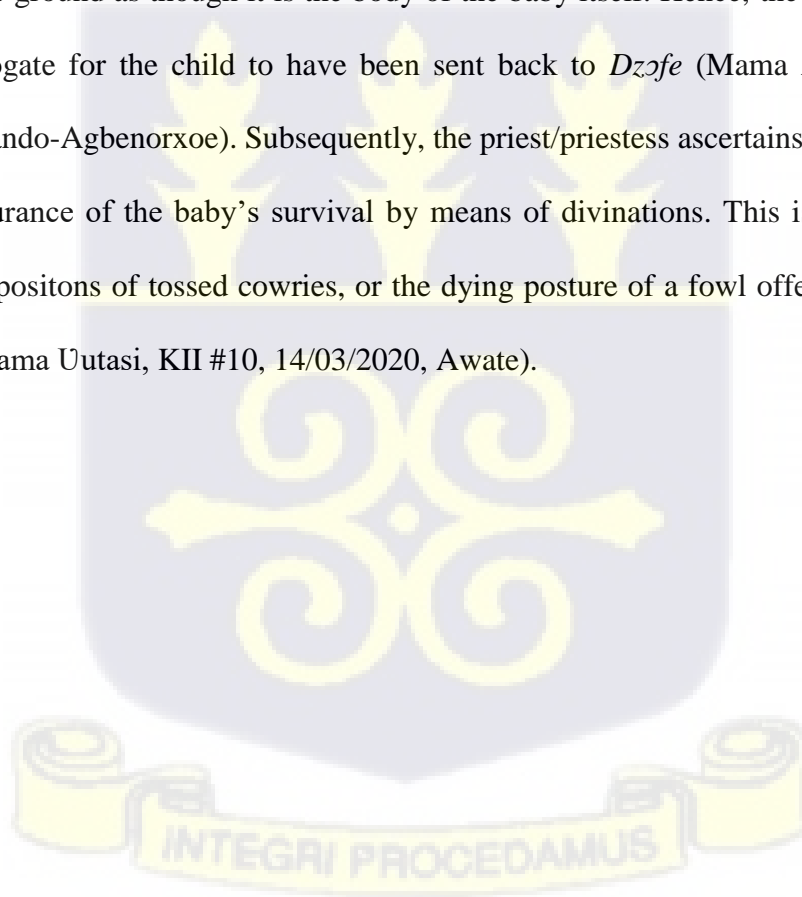 ground as though it is the body of the baby itself. Hence, the
ogate for the child to have been sent back to Dzɔfe (Mama
ando-Agbenorxoe). Subsequently, the priest/priestess ascertains
urance of the baby’s survival by means of divinations. This i
positons of tossed cowries, or the dying posture of a fowl offe
ama Ʋutasi, KII #10, 14/03/2020, Awate).
INTEGRI PROCEDAMUS